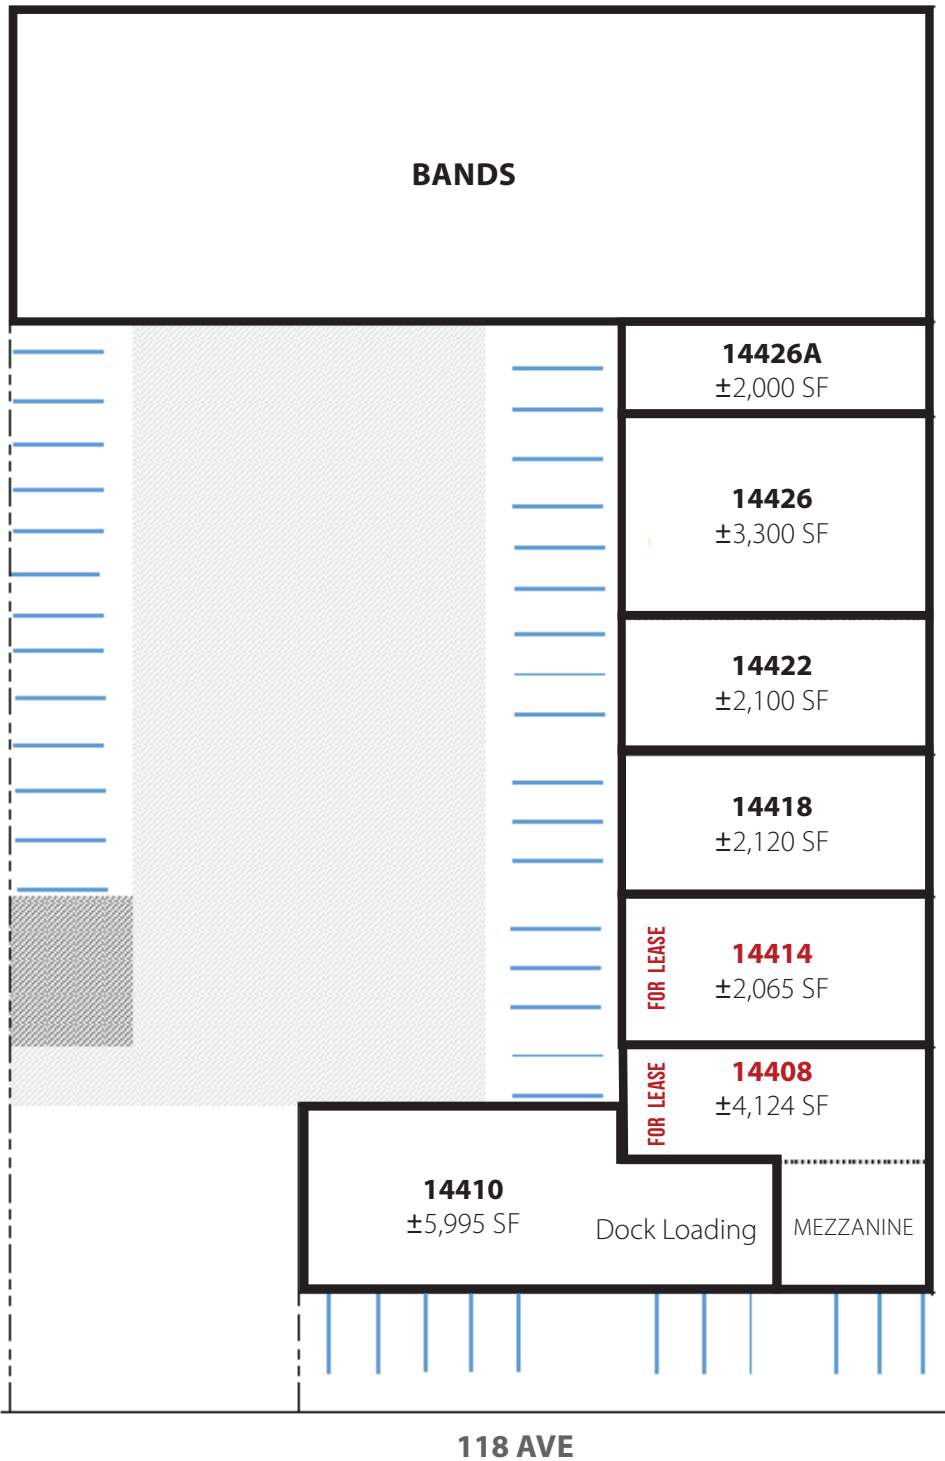 BANDS
14426A
±2,000 SF
14426
±3,300 SF
14422
±2,100 SF
14418
±2,120 SF
FOR LEASE
14414
±2,065 SF
FOR LEASE
14408
±4,124 SF
14410
±5,995 SF
Dock Loading
MEZZANINE
118 AVE